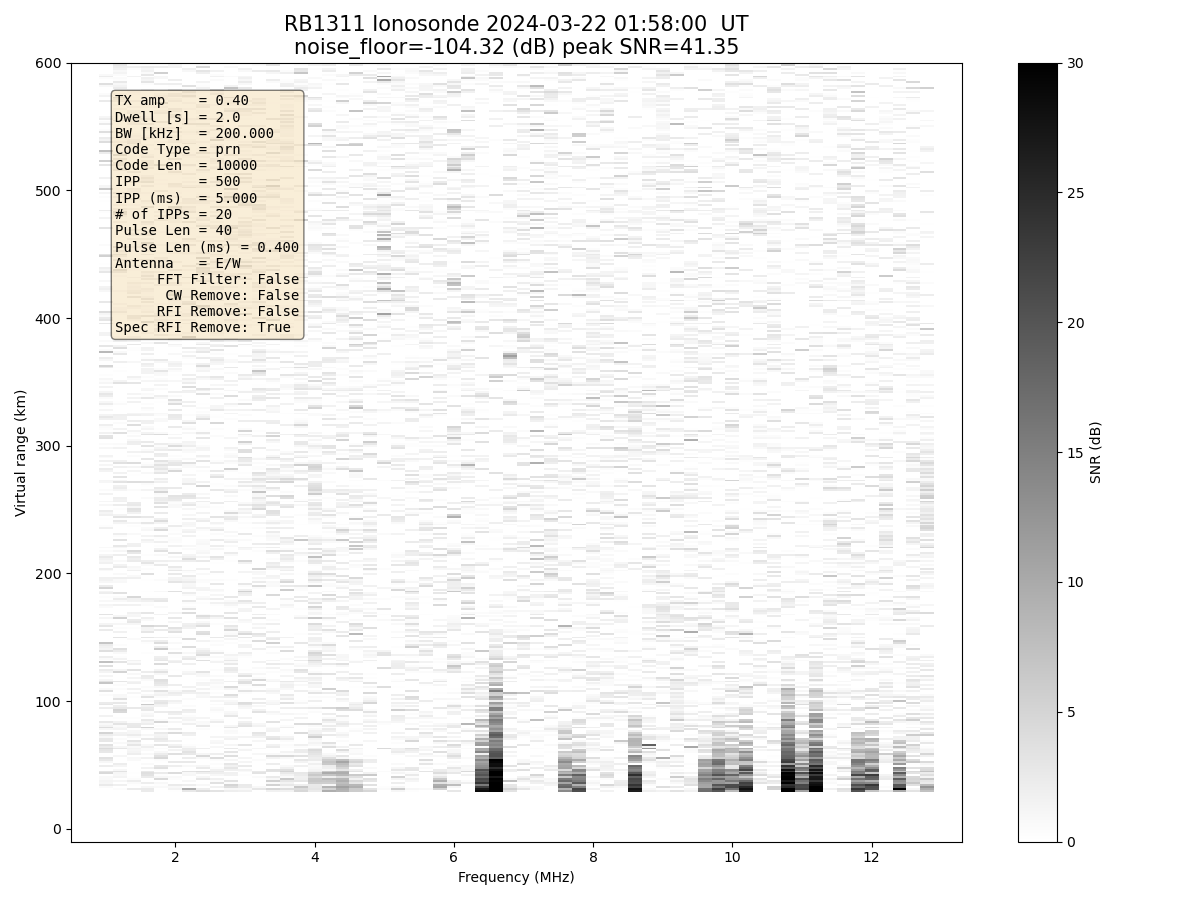 RB1311 Ionosonde 2024-03-22 01:58:00  UT
noise_floor=-104.32 (dB) peak SNR=41.35
600
500
400
300
200
100
0
Virtual range (km)
TX amp    = 0.40
Dwell [s] = 2.0
BW [kHz]  = 200.000
Code Type = prn
Code Len  = 10000
IPP       = 500
IPP (ms)  = 5.000
# of IPPs = 20
Pulse Len = 40
Pulse Len (ms) = 0.400
Antenna   = E/W
FFT Filter: False
CW Remove: False
RFI Remove: False
Spec RFI Remove: True
2 4 6 8 10 12
Frequency (MHz)
30
25
20
15
10
5
0
SNR (dB)